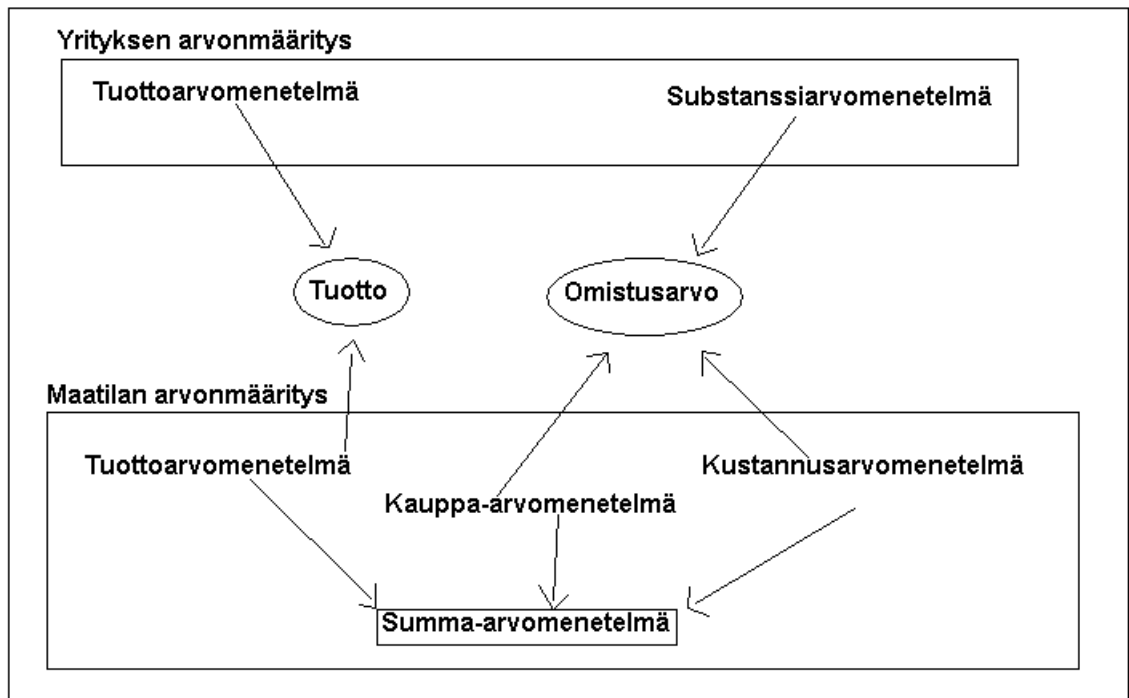 Yrityksen arvonmääritys
Tuottoarvomenetelmä
Substanssiarvomenetelmä
Tuotto
Omistusarvo
Maatilan arvonmääritys
Tuottoarvomenetelmä
Kustannusarvomenetelmä
Kauppa-arvomenetelmä
Summa-arvomenetelmä